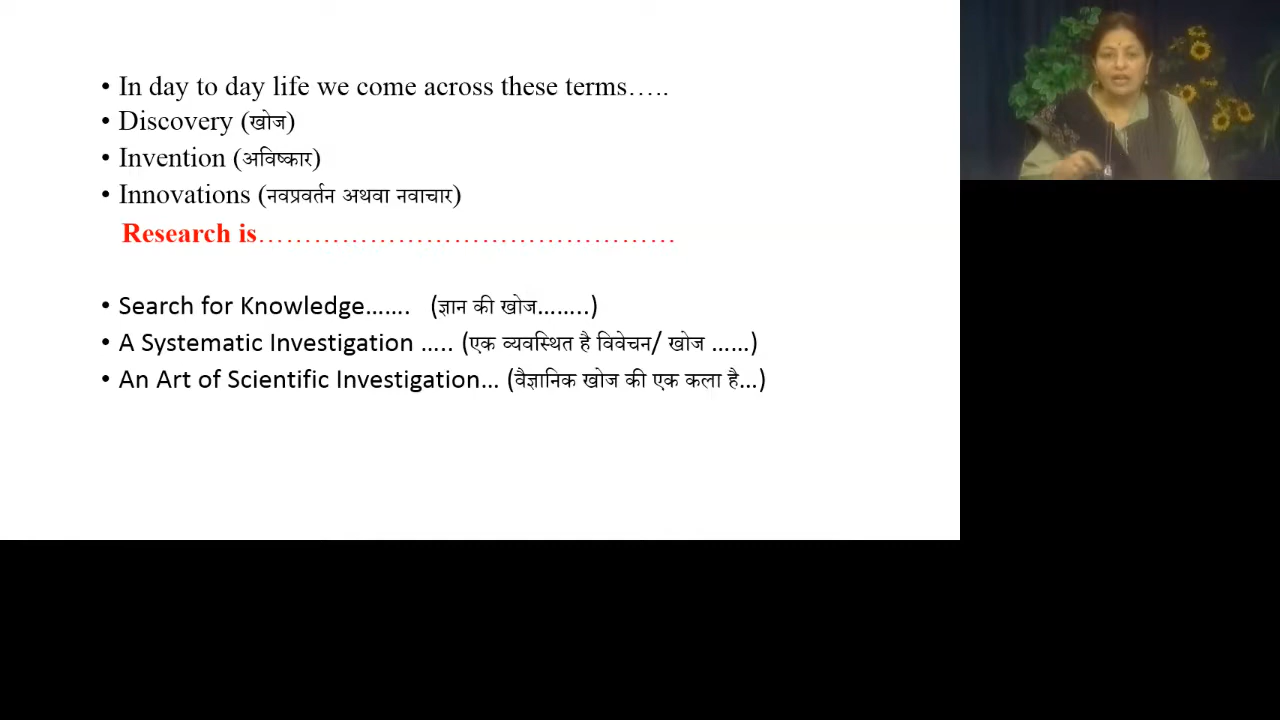 • In day to day life we come across these terms…..
• Discovery (खोज)
• Invention (अविष्कार)
• Innovations (नवप्रवर्तन अथवा नवाचार)
Research is………………………………………
• Search for Knowledge……. (ज्ञान की खोज……..)
• A Systematic Investigation ….. (एक व्यवस्थित है विवेचन/ खोज ……)
• An Art of Scientific Investigation… (वैज्ञानिक खोज की एक कला है…)